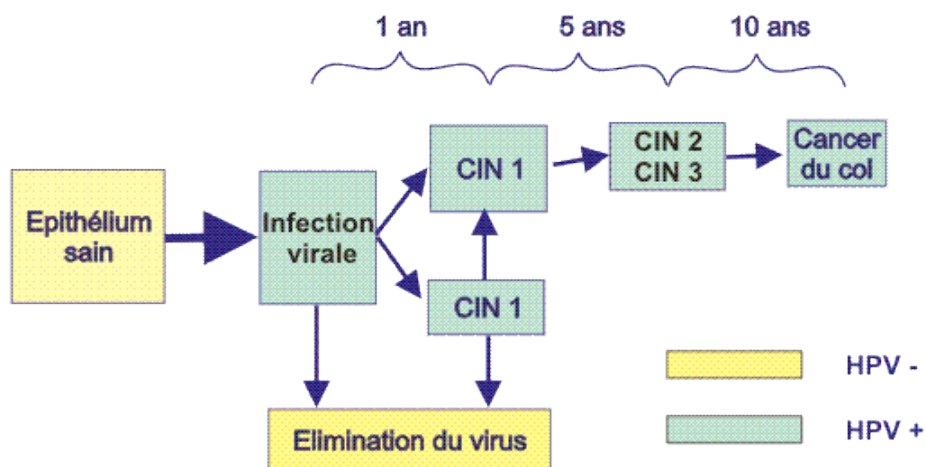 1 an
5 ans
10 ans
Epithélium
sain
Infection
virale
CIN 1
CIN 1
CIN 2
CIN 3
Cancer
du col
Elimination du virus
HPV -
HPV +